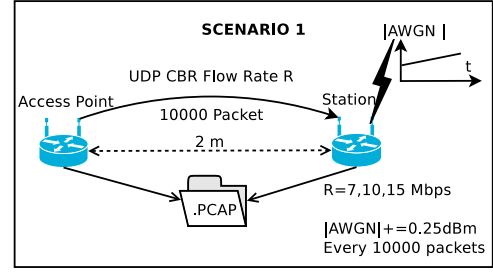 SCENARIO 1
|AWGN |
t
UDP CBR Flow Rate R
Access Point
Station
10000 Packet
2 m
.PCAP
R=7,10,15 Mbps
|AWGN|+=0.25dBm
Every 10000 packets